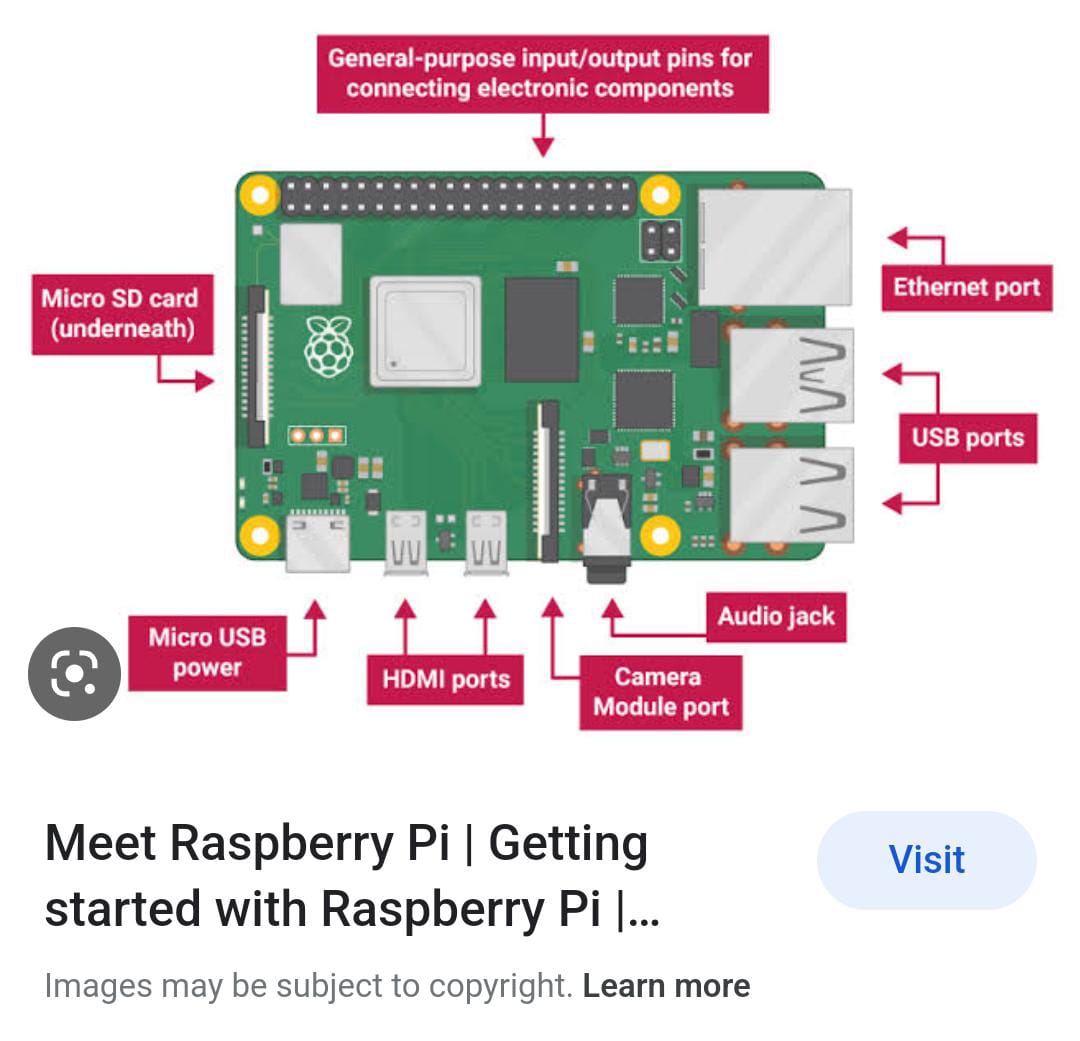 General-purpose input/output pins for
connecting electronic components
Micro SD card
(underneath)
Ethernet port
USB ports
Audio jack
Micro USB
power
HDMI ports
Camera
Module port
Meet Raspberry Pi | Getting
started with Raspberry Pi |...
Visit
Images may be subject to copyright. Learn more